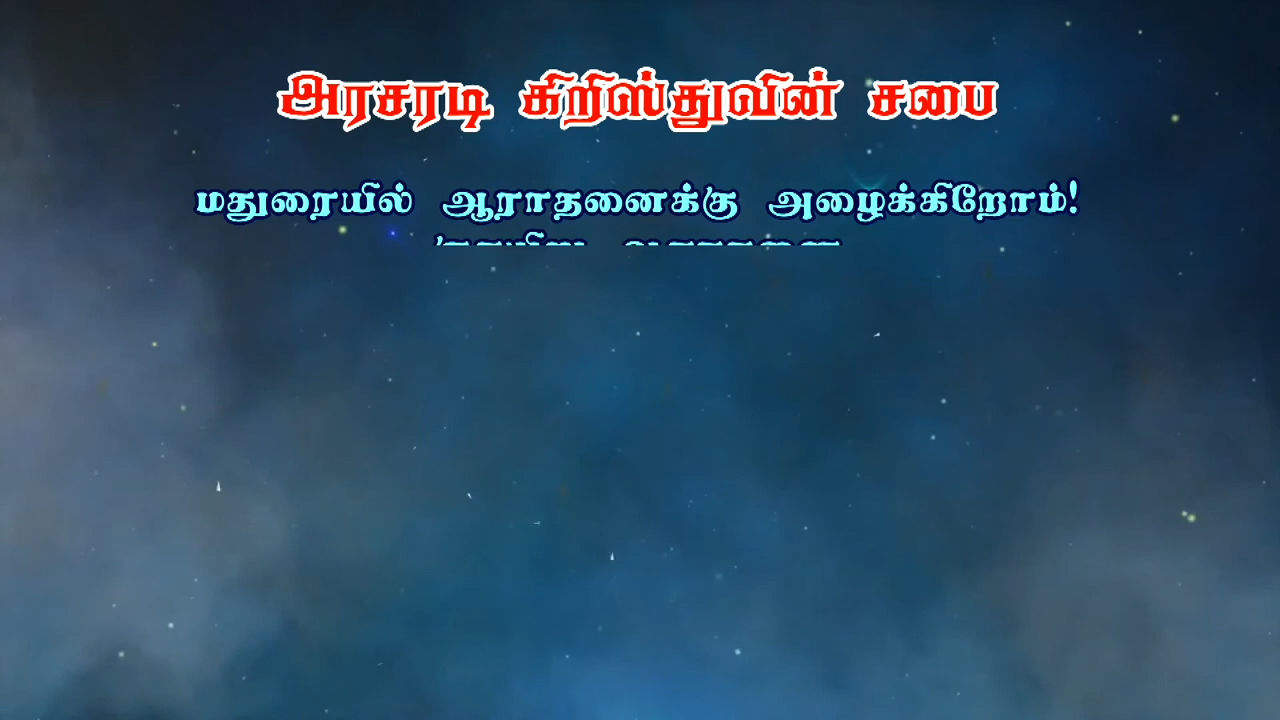 அரசரடி கிறிஸ்துவின் சபை
மதுரையில் ஆராதனைக்கு அழைக்கிறோம்!